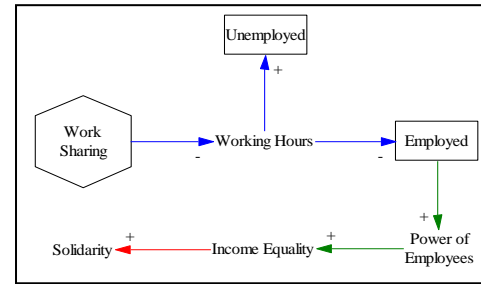 Unemployed
+
Work
Sharing
-
Working Hours
-
Employed
+
Power of
Employees
+
Income Equality
+
Solidarity